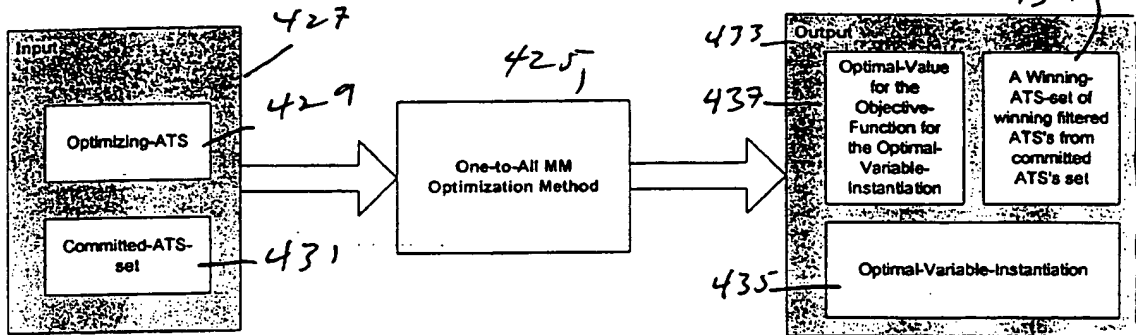 427
Input
429
Optimizing-ATS
Committed-ATS-
set
431
425
One-to-All MM
Optimization Method
433
Output
437
Optimal-Value
for the
Objective-
Function for
the Optimal-
Variable-
Instantiation
A Winning-
ATS-set of
winning filtered
ATS's from
committed
ATS's set
435
Optimal-Variable-Instantiation